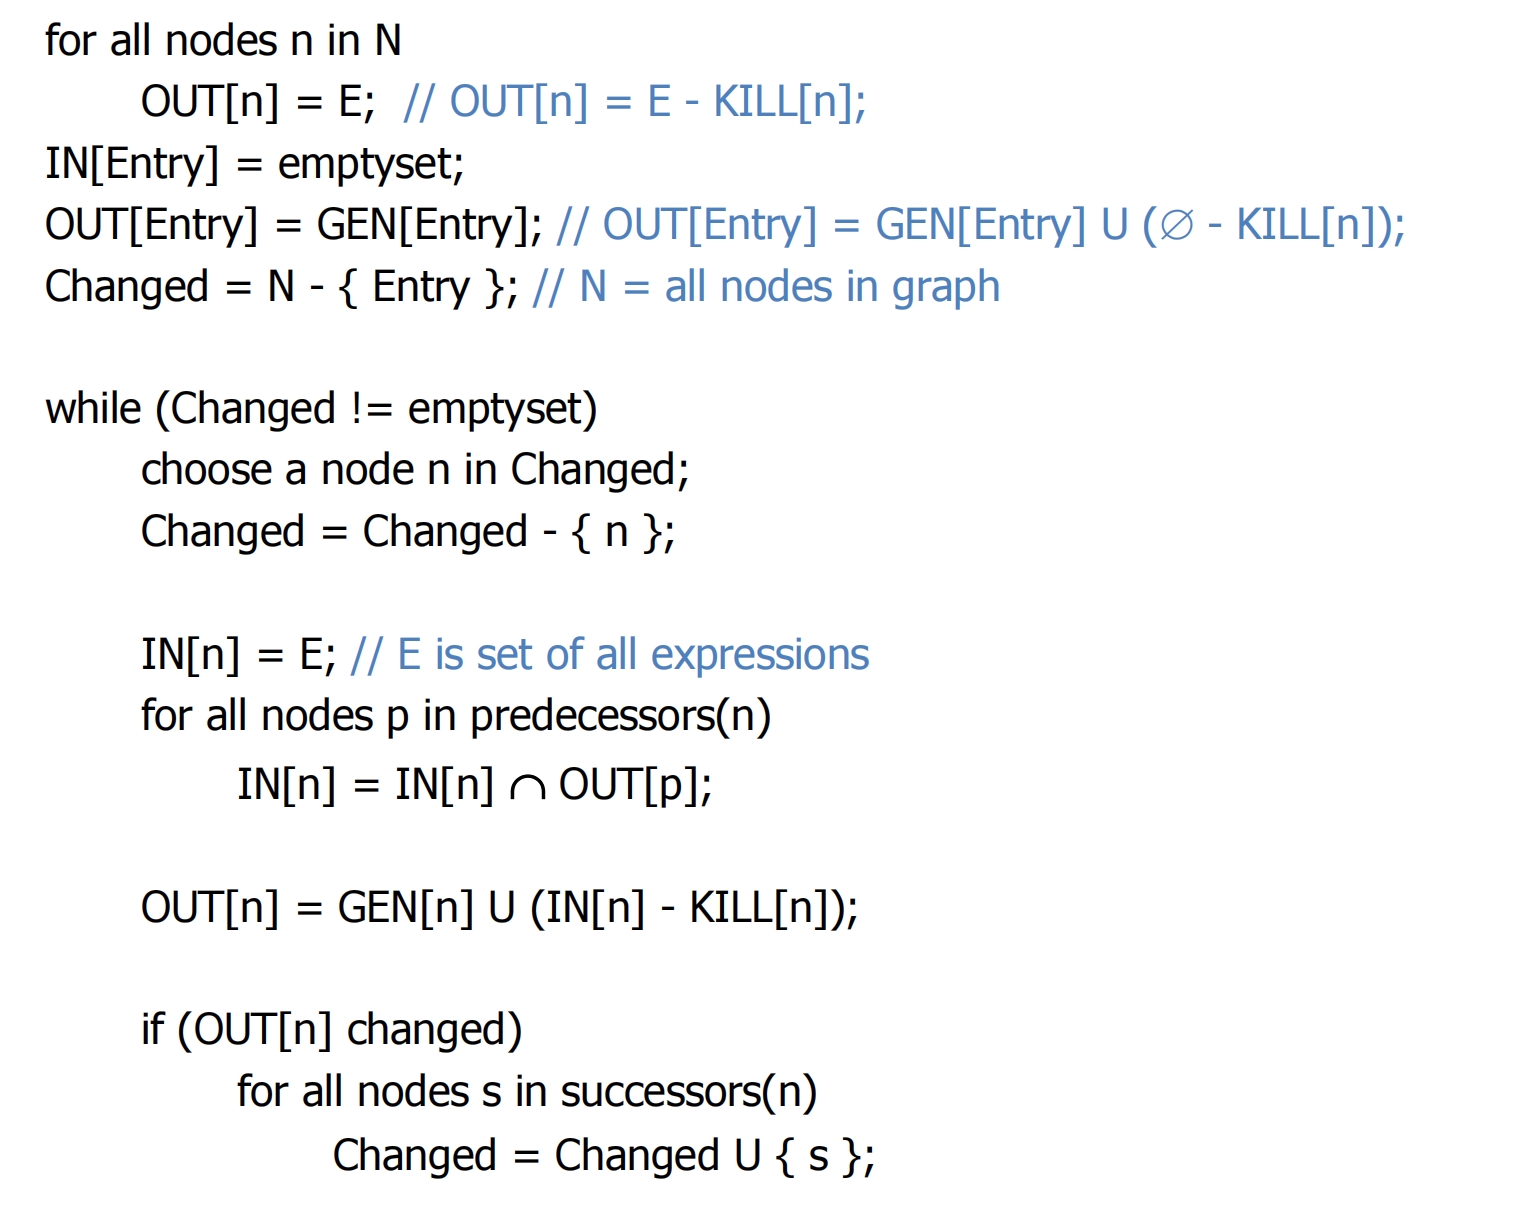 for all nodes n in N
OUT[n] = E; // OUT[n] = E - KILL[n];
IN[Entry] = emptyset;
OUT[Entry] = GEN[Entry]; // OUT[Entry] = GEN[Entry] U (∅ - KILL[n]);
Changed = N - { Entry }; // N = all nodes in graph
while (Changed != emptyset)
choose a node n in Changed;
Changed = Changed - { n };
IN[n] = E; // E is set of all expressions
for all nodes p in predecessors(n)
IN[n] = IN[n] ∩ OUT[p];
OUT[n] = GEN[n] U (IN[n] - KILL[n]);
if (OUT[n] changed)
for all nodes s in successors(n)
Changed = Changed U { s };